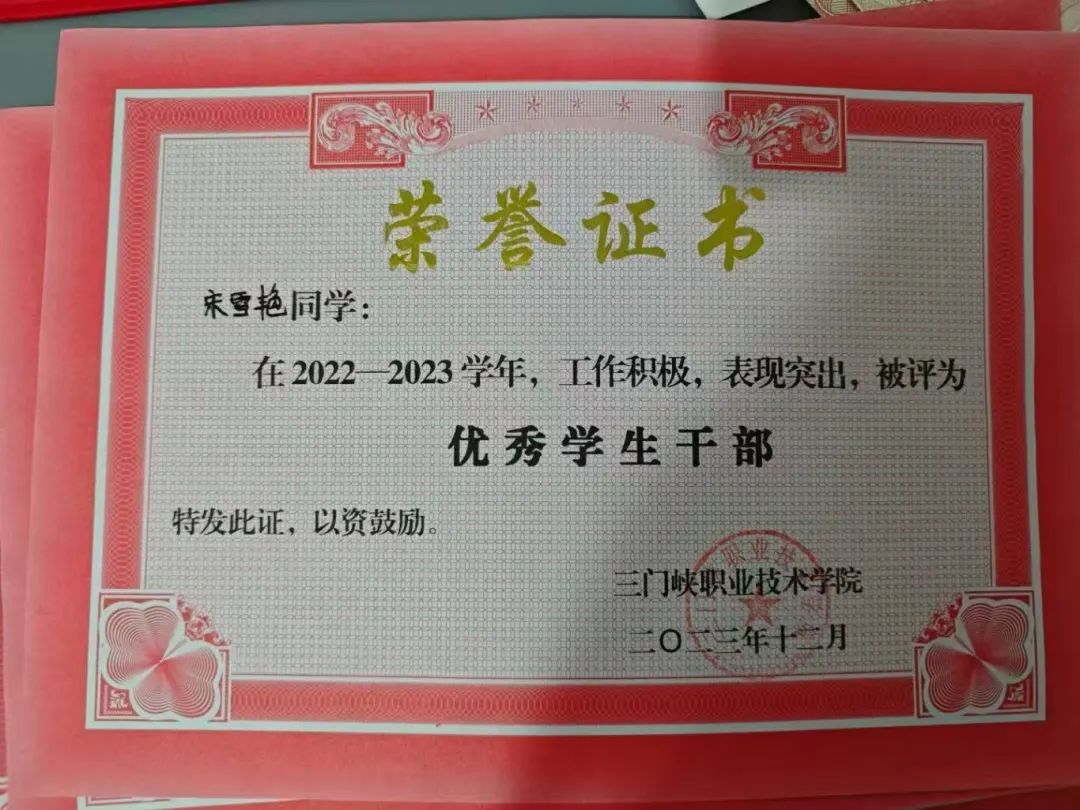 荣誉证书
宋雪艳同学：
在2022—2023学年，工作积极，表现突出，被评为
优秀学生干部
特发此证，以资鼓励。
三门峡职业技术学院
二〇二三年十二月